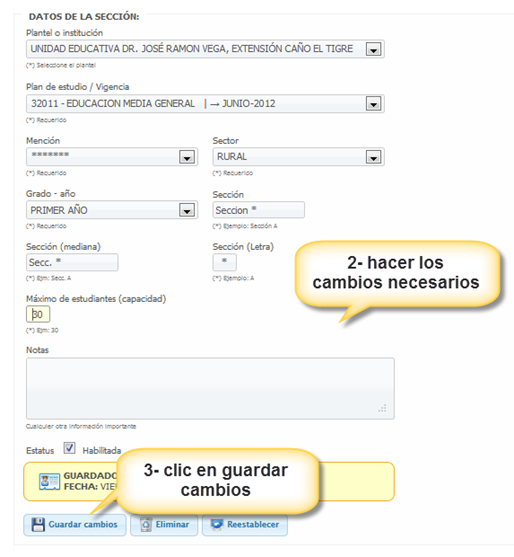 DATOS DE LA SECCIÓN:
Plantel o institución
UNIDAD EDUCATIVA DR. JOSÉ RAMON VEGA, EXTENSIÓN CAÑO EL TIGRE
(*) Seleccione el plantel
Plan de estudio / Vigencia
32011 - EDUCACION MEDIA GENERAL | → JUNIO-2012
(*) Requerido
Mención Sector
******* RURAL
(*) Requerido (*) Requerido
Grado - año Sección
PRIMER AÑO Seccion *
(*) Requerido (*) Ejemplo: Sección A
Sección (mediana) Sección (Letra)
Secc. * *
(*) Ejm: Secc. A (*) Ejemplo: A
2- hacer los
cambios necesarios
Máximo de estudiantes (capacidad)
30
(*) Ejm: 30
Notas
Cualquier otra información importante
Estatus Habilitada
GUARDADO
FECHA: VIE
3- clic en guardar
cambios
Guardar cambios Eliminar Reestablecer